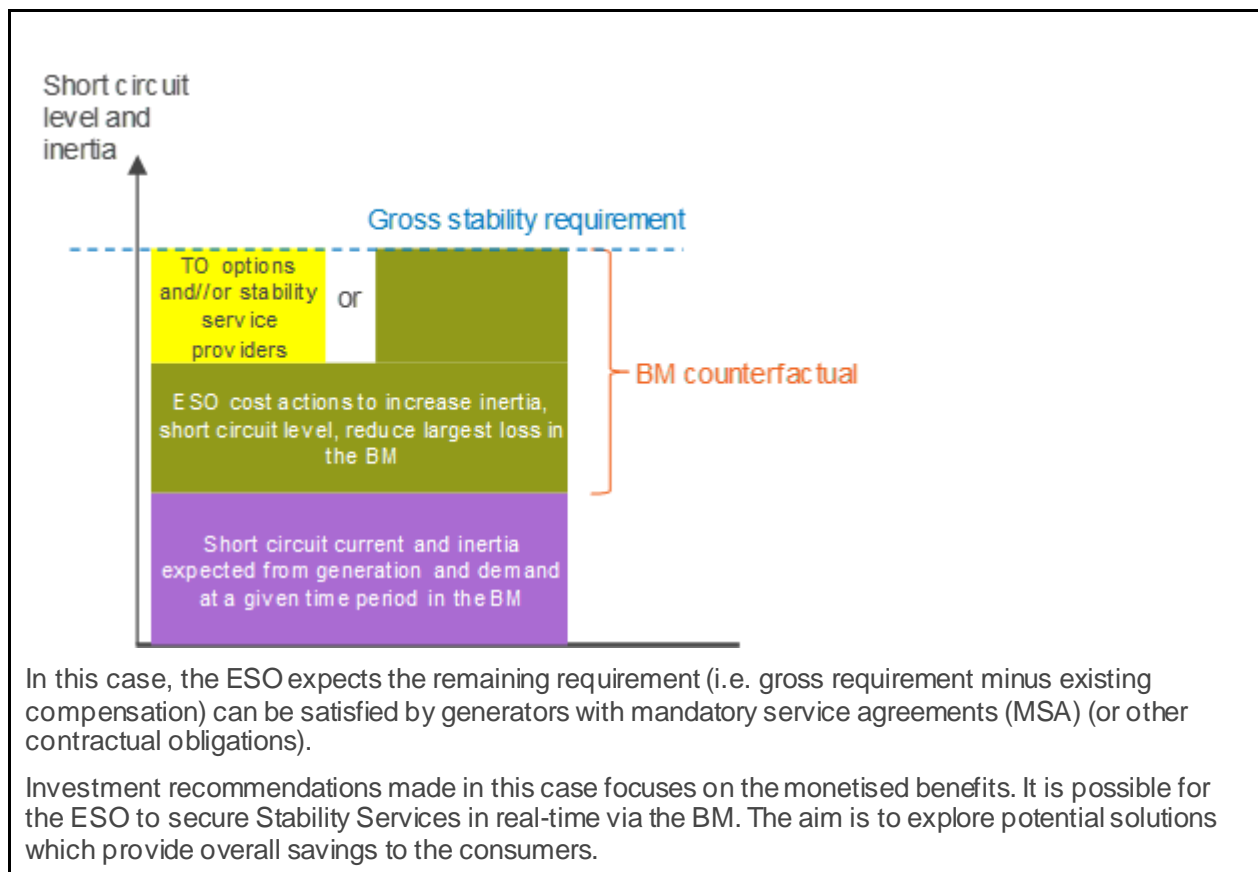 Short circuit
level and
inertia
Gross stability requirement
TO options
and//or stability
service
providers
or
BM counterfactual
ESO cost actions to increase inertia,
short circuit level, reduce largest loss in
the BM
Short circuit current and inertia
expected from generation and demand
at a given time period in the BM
In this case, the ESO expects the remaining requirement (i.e. gross requirement minus existing
compensation) can be satisfied by generators with mandatory service agreements (MSA) (or other
contractual obligations).
Investment recommendations made in this case focuses on the monetised benefits. It is possible for
the ESO to secure Stability Services in real-time via the BM. The aim is to explore potential solutions
which provide overall savings to the consumers.